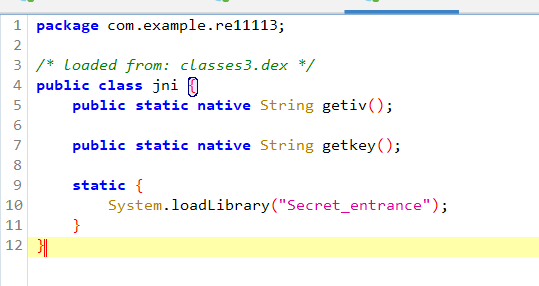 1 package com.example.re11113;
2
3 /* loaded from: classes3.dex */
4 public class jni {
5     public static native String getiv();
6
7     public static native String getkey();
8
9     static {
10         System.loadLibrary("Secret_entrance");
11     }
12 }